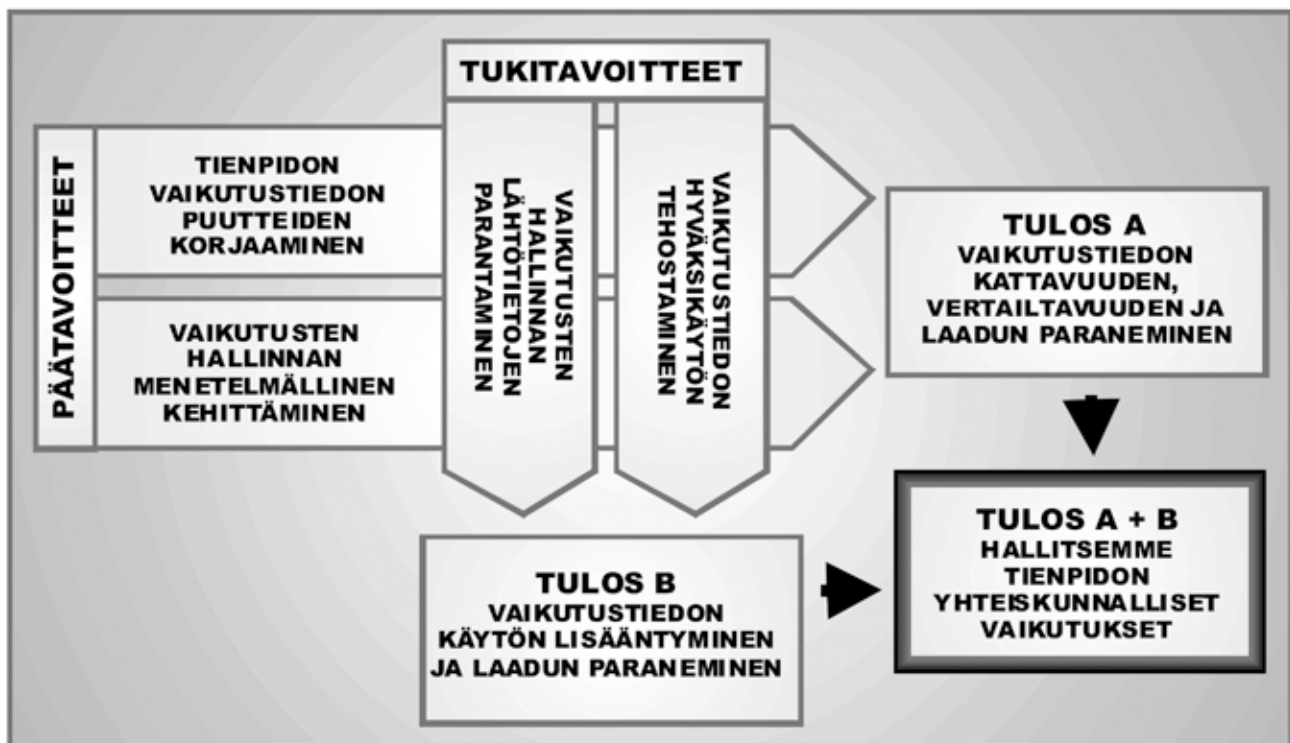 TUKITAVOITTEET
PÄÄTAVOITTEET
TIENPIDON
VAIKUTUSTIEDON
PUUTTEIDEN
KORJAAMINEN
VAIKUTUSTEN
HALLINNAN
MENETELMÄLLINEN
KEHITTÄMINEN
VAIKUTUSTEN
HALLINNAN
LÄHTÖTIETOJEN
PARANTAMINEN
VAIKUTUSTIEDON
HYVÄKSIKÄYTÖN
TEHOSTAMINEN
TULOS A
VAIKUTUSTIEDON
KATTAVUUDEN,
VERTAILTAVUUDEN JA
LAADUN PARANEMINEN
TULOS B
VAIKUTUSTIEDON
KÄYTÖN LISÄÄNTYMINEN
JA LAADUN PARANEMINEN
TULOS A + B
HALLITSEMME
TIENPIDON
YHTEISKUNNALLISET
VAIKUTUKSET